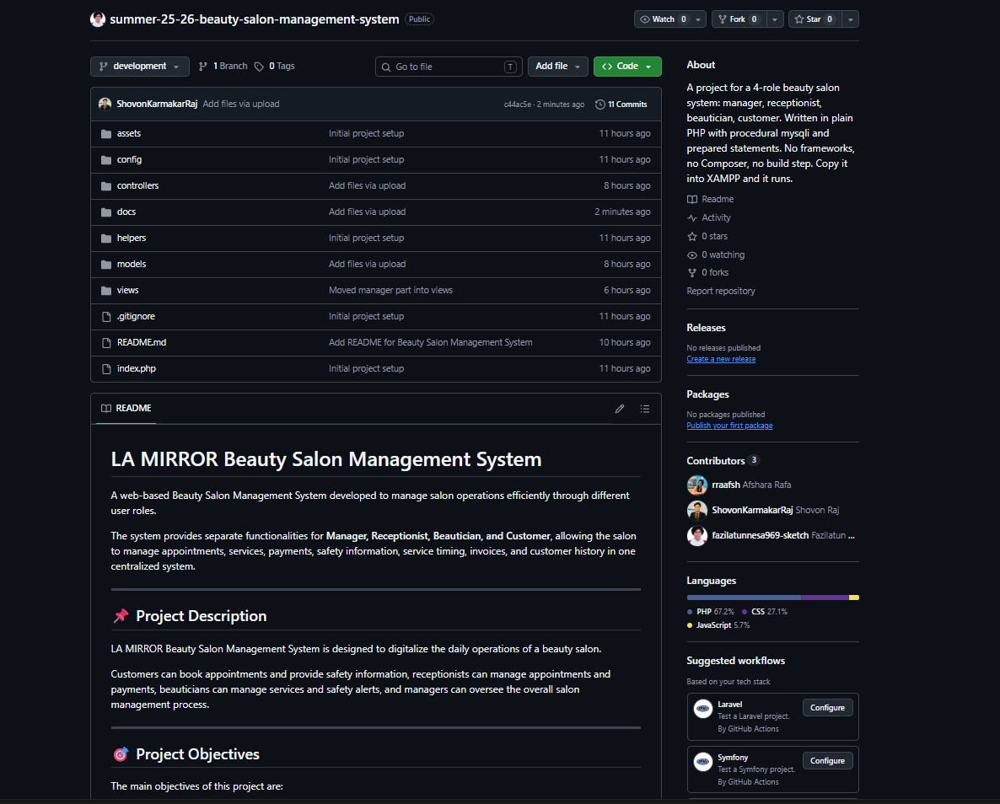 summer-25-26-beauty-salon-management-system Public
Watch 0
Fork 0
Star 0
development
1 Branch
0 Tags
Go to file
T
Add file
Code
ShovonKarmakarRaj Add files via upload
c44ac5e · 2 minutes ago
11 Commits
assets Initial project setup 11 hours ago
config Initial project setup 11 hours ago
controllers Add files via upload 8 hours ago
docs Add files via upload 2 minutes ago
helpers Initial project setup 11 hours ago
models Add files via upload 8 hours ago
views Moved manager part into views 6 hours ago
.gitignore Initial project setup 11 hours ago
README.md Add README for Beauty Salon Management System 10 hours ago
index.php Initial project setup 11 hours ago
README
LA MIRROR Beauty Salon Management System
A web-based Beauty Salon Management System developed to manage salon operations efficiently through different
user roles.
The system provides separate functionalities for Manager, Receptionist, Beautician, and Customer, allowing the salon
to manage appointments, services, payments, safety information, service timing, invoices, and customer history in one
centralized system.
Project Description
LA MIRROR Beauty Salon Management System is designed to digitalize the daily operations of a beauty salon.
Customers can book appointments and provide safety information, receptionists can manage appointments and
payments, beauticians can manage services and safety alerts, and managers can oversee the overall salon
management process.
Project Objectives
The main objectives of this project are:
About
A project for a 4-role beauty salon
system: manager, receptionist,
beautician, customer. Written in plain
PHP with procedural mysqli and
prepared statements. No frameworks,
no Composer, no build step. Copy it
into XAMPP and it runs.
Readme
Activity
0 stars
0 watching
0 forks
Report repository
Releases
No releases published
Create a new release
Packages
No packages published
Publish your first package
Contributors 3
rraafsh Afshara Rafa
ShovonKarmakarRaj Shovon Raj
fazilatunnesa969-sketch Fazilatun ...
Languages
PHP 67.2%
CSS 27.1%
JavaScript 5.7%
Suggested workflows
Based on your tech stack
Laravel
Configure
Test a Laravel project.
By GitHub Actions
Symfony
Configure
Test a Symfony project.
By GitHub Actions